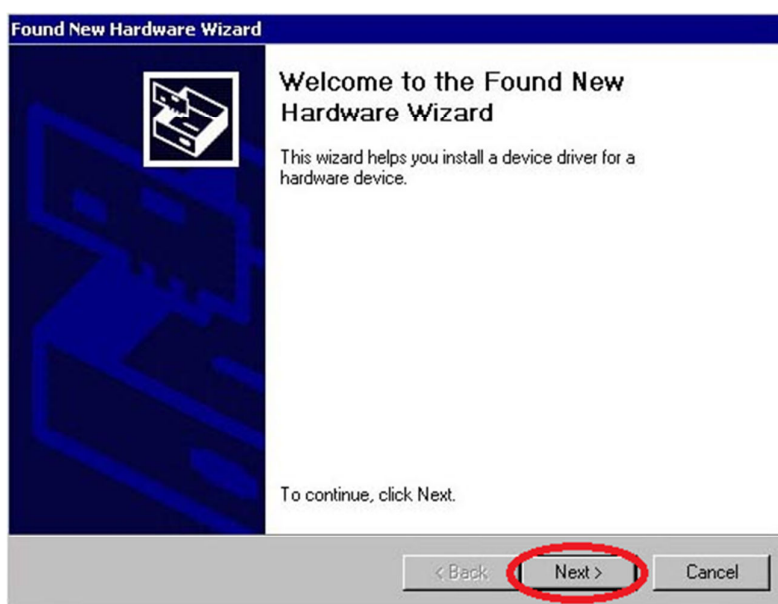 Found New Hardware Wizard
Welcome to the Found New
Hardware Wizard
This wizard helps you install a device driver for a
hardware device.
To continue, click Next.
< Back
Next >
Cancel